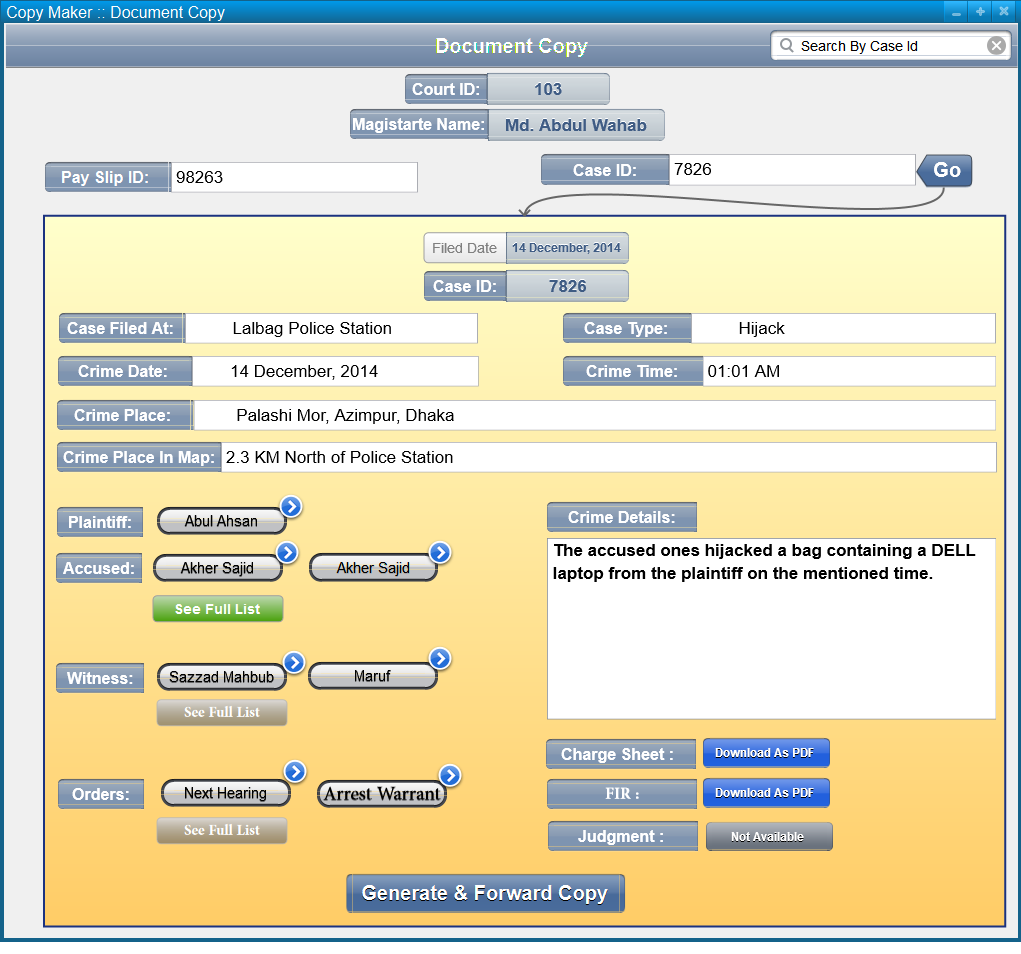 Copy Maker :: Document Copy
Document Copy
Search By Case Id
Court ID: 103
Magistarte Name: Md. Abdul Wahab
Pay Slip ID: 98263
Case ID: 7826 Go
Filed Date 14 December, 2014
Case ID: 7826
Case Filed At: Lalbag Police Station
Case Type: Hijack
Crime Date: 14 December, 2014
Crime Time: 01:01 AM
Crime Place: Palashi Mor, Azimpur, Dhaka
Crime Place In Map: 2.3 KM North of Police Station
Plaintiff: Abul Ahsan
Accused: Akher Sajid Akher Sajid
See Full List
Witness: Sazzad Mahbub Maruf
See Full List
Orders: Next Hearing Arrest Warrant
See Full List
Crime Details:
The accused ones hijacked a bag containing a DELL
laptop from the plaintiff on the mentioned time.
Charge Sheet : Download As PDF
FIR : Download As PDF
Judgment : Not Available
Generate & Forward Copy